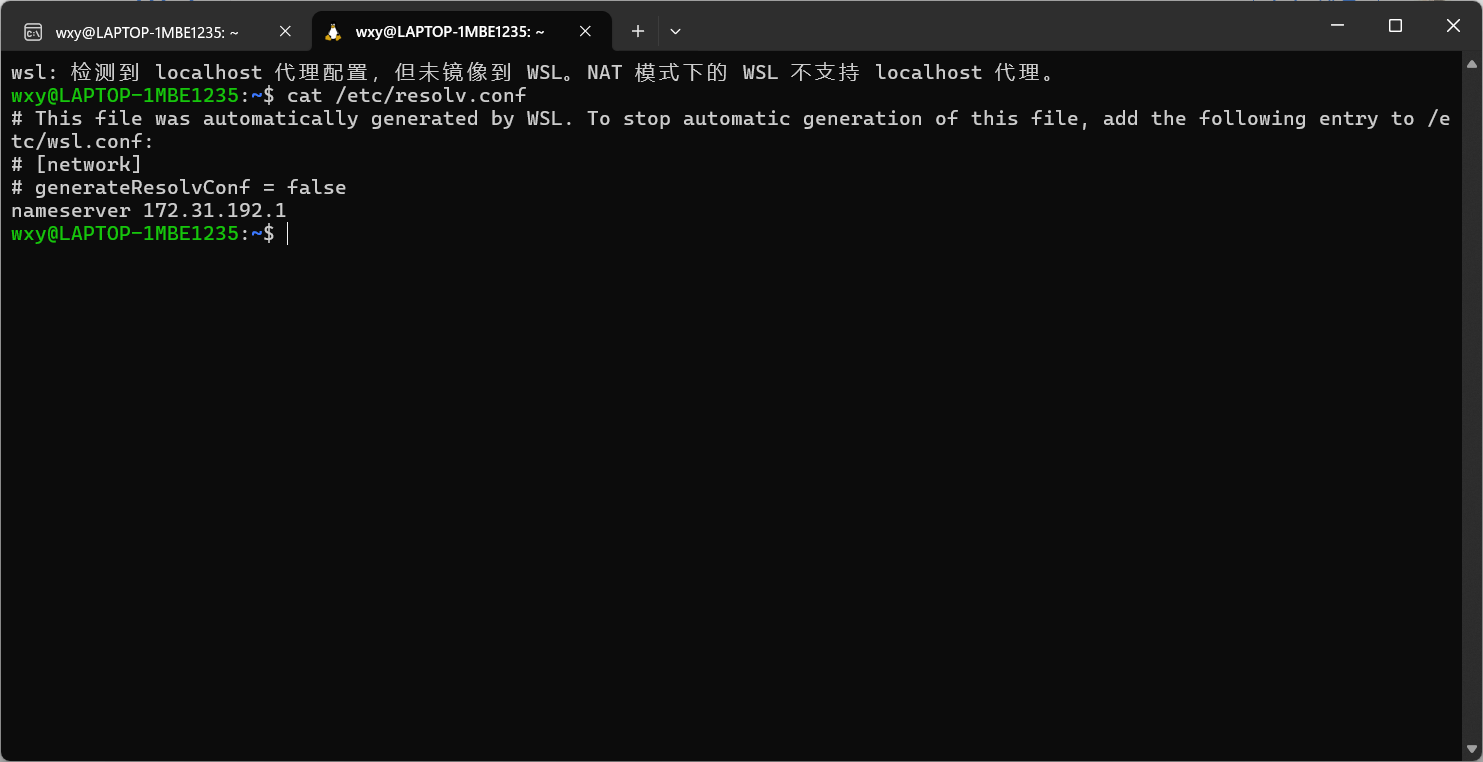 wxy@LAPTOP-1MBE1235: ~
wxy@LAPTOP-1MBE1235: ~
wsl: 检测到 localhost 代理配置，但未镜像到 WSL。NAT 模式下的 WSL 不支持 localhost 代理。
wxy@LAPTOP-1MBE1235:~$ cat /etc/resolv.conf
# This file was automatically generated by WSL. To stop automatic generation of this file, add the following entry to /e
tc/wsl.conf:
# [network]
# generateResolvConf = false
nameserver 172.31.192.1
wxy@LAPTOP-1MBE1235:~$